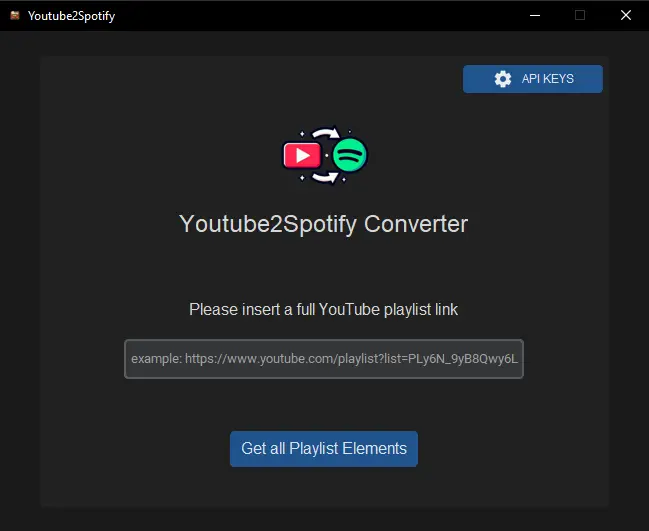 Youtube2Spotify
API KEYS
Youtube2Spotify Converter
Please insert a full YouTube playlist link
example: https://www.youtube.com/playlist?list=PLy6N_9yB8Qwy6L
Get all Playlist Elements